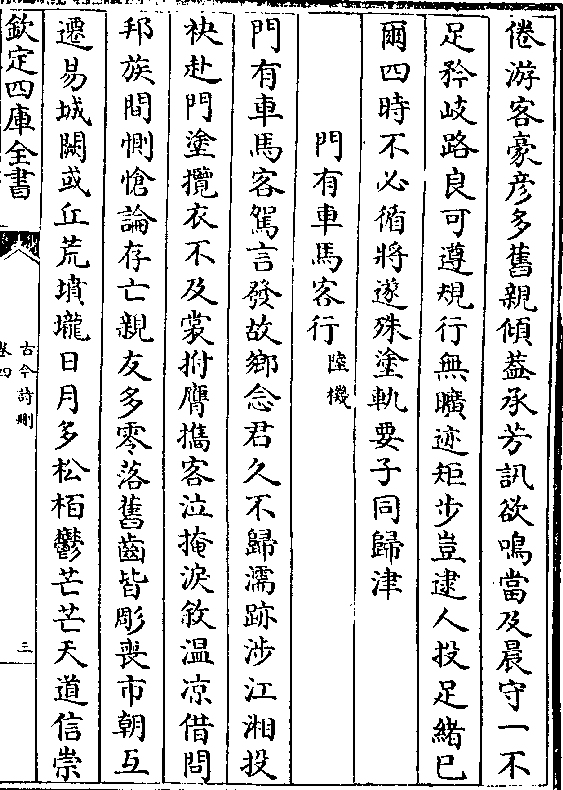 倦游客豪彦多舊親傾葢承芳訊欲鳴當及晨守一不
足矜岐路良可遵規行無曠迹矩步豈逮人投足緒已
爾四時不必循將遂殊塗軌要子同歸津
門有車馬客行陸機
門有車馬客駕言發故鄉念君久不歸濡跡涉江湘投
袂赴門塗攬衣不及裳拊膺擕客泣掩淚敘温凉借問
邦族間惻愴論存亡親友多零落舊齒皆彫喪市朝互
遷易城闕或丘荒墳壠日月多松栢鬱芒芒天道信崇
欽定四庫全書
古今詩刪
卷四
三